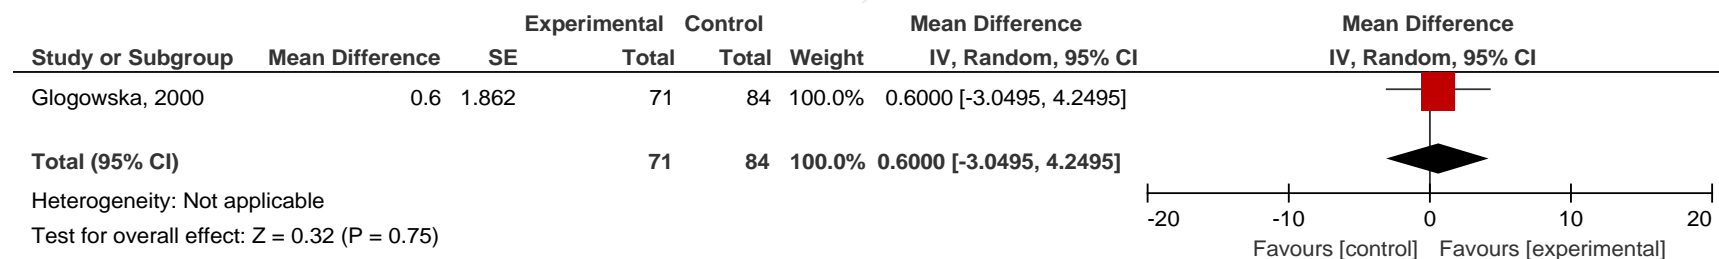 Experimental Control Mean Difference Mean Difference
Study or Subgroup Mean Difference SE Total Total Weight IV, Random, 95% CI IV, Random, 95% CI
Glogowska, 2000 0.6 1.862 71 84 100.0% 0.6000 [-3.0495, 4.2495]
Total (95% CI) 71 84 100.0% 0.6000 [-3.0495, 4.2495]
Heterogeneity: Not applicable
Test for overall effect: Z = 0.32 (P = 0.75)
-20 -10 0 10 20
Favours [control] Favours [experimental]